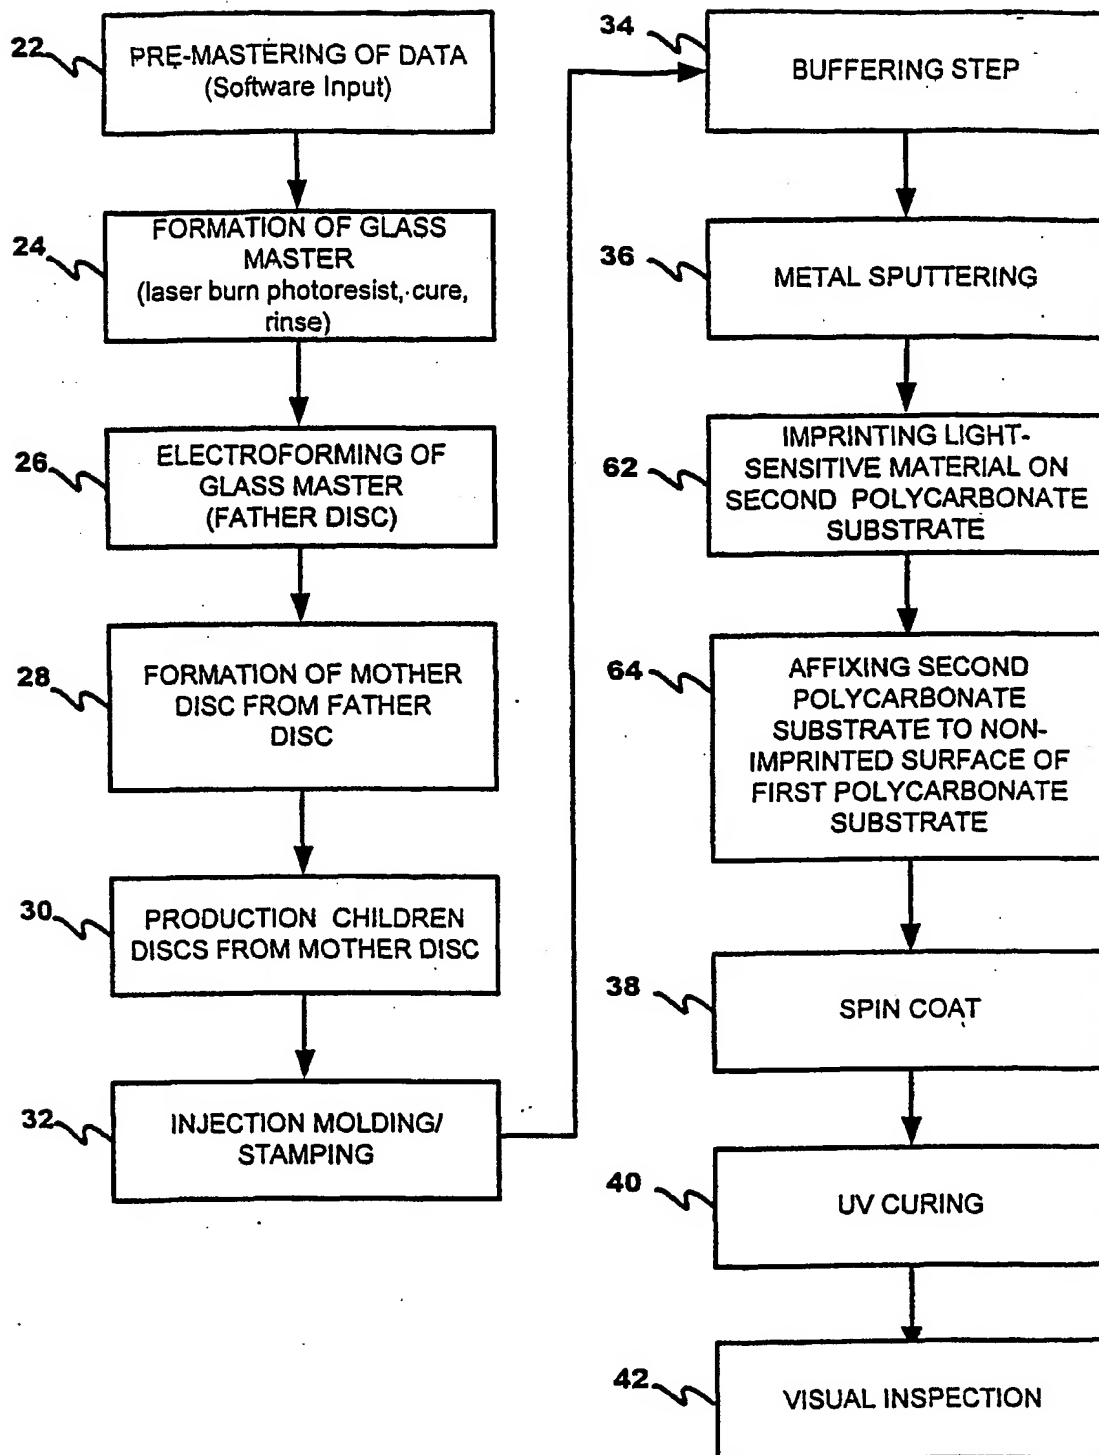 22
PRE-MASTERING OF DATA
(Software Input)
24
FORMATION OF GLASS
MASTER
(laser burn photoresist, cure,
rinse)
26
ELECTROFORMING OF
GLASS MASTER
(FATHER DISC)
28
FORMATION OF MOTHER
DISC FROM FATHER
DISC
30
PRODUCTION CHILDREN
DISCS FROM MOTHER DISC
32
INJECTION MOLDING/
STAMPING
34
BUFFERING STEP
36
METAL SPUTTERING
62
IMPRINTING LIGHT-
SENSITIVE MATERIAL ON
SECOND POLYCARBONATE
SUBSTRATE
64
AFFIXING SECOND
POLYCARBONATE
SUBSTRATE TO NON-
IMPRINTED SURFACE OF
FIRST POLYCARBONATE
SUBSTRATE
38
SPIN COAT
40
UV CURING
42
VISUAL INSPECTION